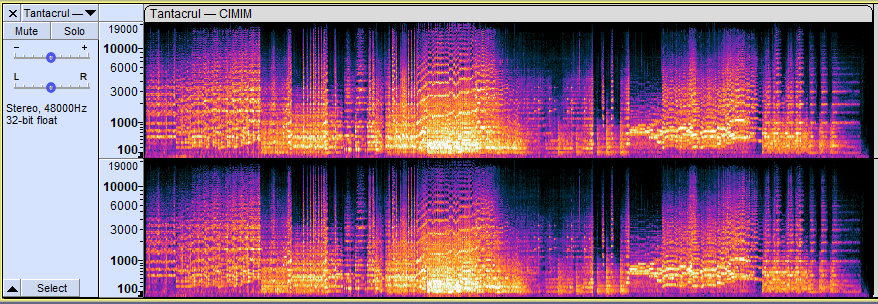 Tantacrul —
Tantacrul — CIMIM
Mute Solo
- +
L R
Stereo, 48000Hz
32-bit float
Select
19000
10000
6000
3000
1000
100
19000
10000
6000
3000
1000
100